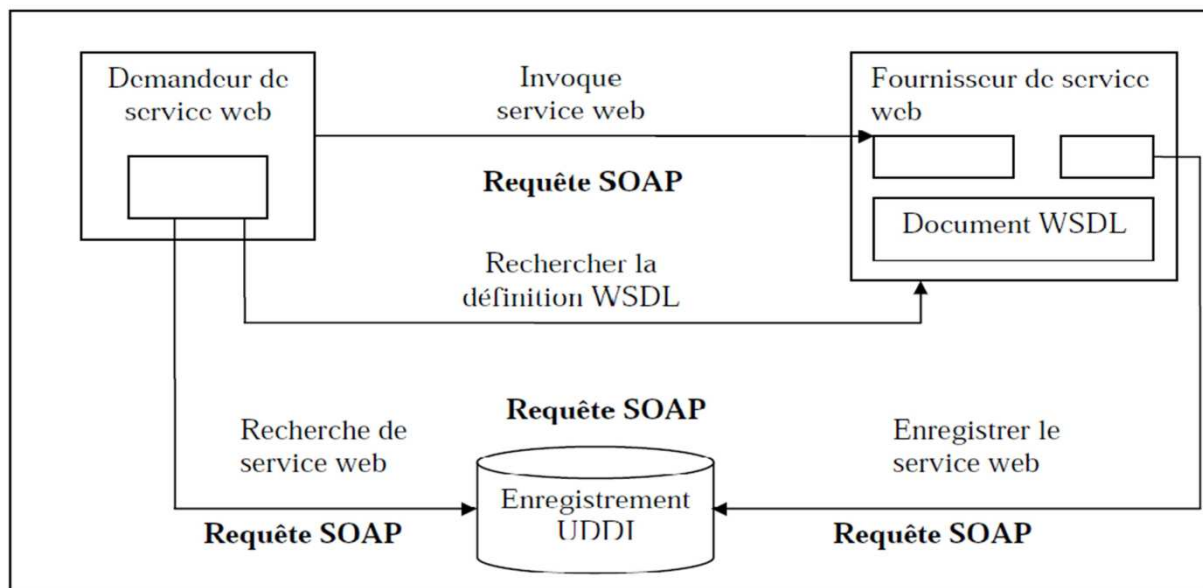 Demandeur de
service web
Invoque
service web
Requête SOAP
Fournisseur de service
web
Document WSDL
Rechercher la
définition WSDL
Requête SOAP
Recherche de
service web
Requête SOAP
Enregistrement
UDDI
Enregistrer le
service web
Requête SOAP